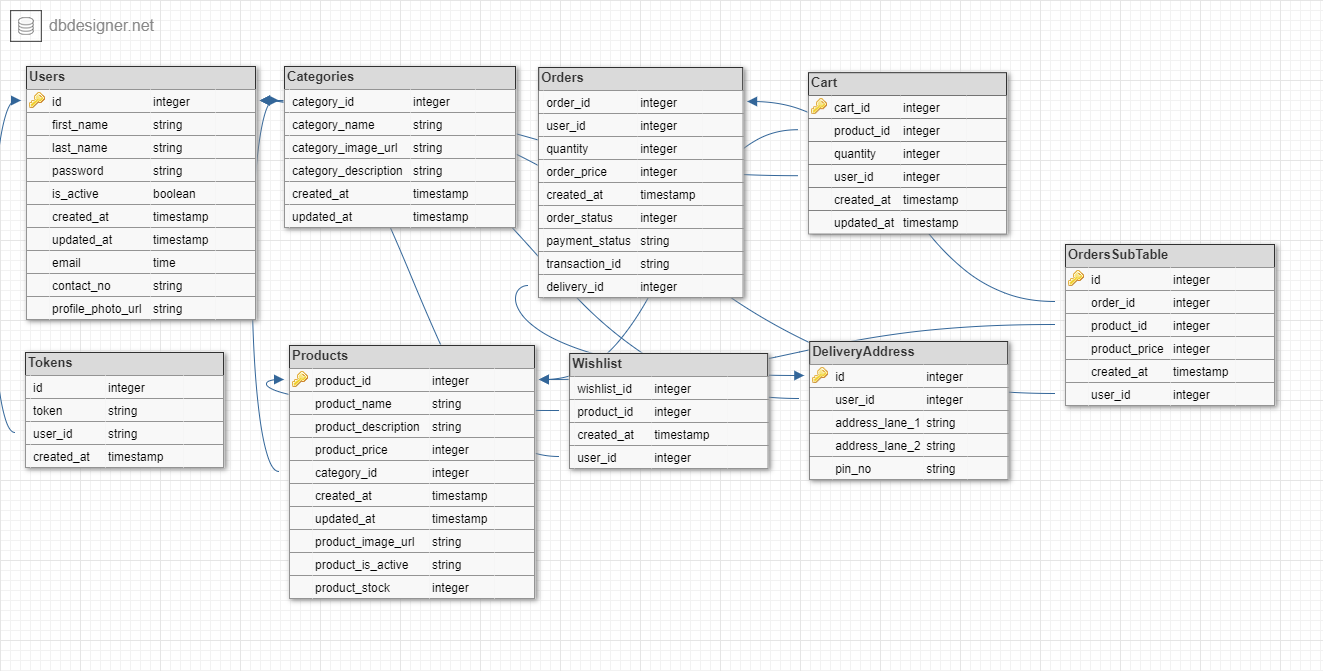 dbdesigner.net
Users
id integer
first_name string
last_name string
password string
is_active boolean
created_at timestamp
updated_at timestamp
email time
contact_no string
profile_photo_url string
Categories
category_id integer
category_name string
category_image_url string
category_description string
created_at timestamp
updated_at timestamp
Orders
order_id integer
user_id integer
quantity integer
order_price integer
created_at timestamp
order_status integer
payment_status string
transaction_id string
delivery_id integer
Cart
cart_id integer
product_id integer
quantity integer
user_id integer
created_at timestamp
updated_at timestamp
OrdersSubTable
id integer
order_id integer
product_id integer
product_price integer
created_at timestamp
user_id integer
Tokens
id integer
token string
user_id string
created_at timestamp
Products
product_id integer
product_name string
product_description string
product_price integer
category_id integer
created_at timestamp
updated_at timestamp
product_image_url string
product_is_active string
product_stock integer
Wishlist
wishlist_id integer
product_id integer
created_at timestamp
user_id integer
DeliveryAddress
id integer
user_id integer
address_lane_1 string
address_lane_2 string
pin_no string